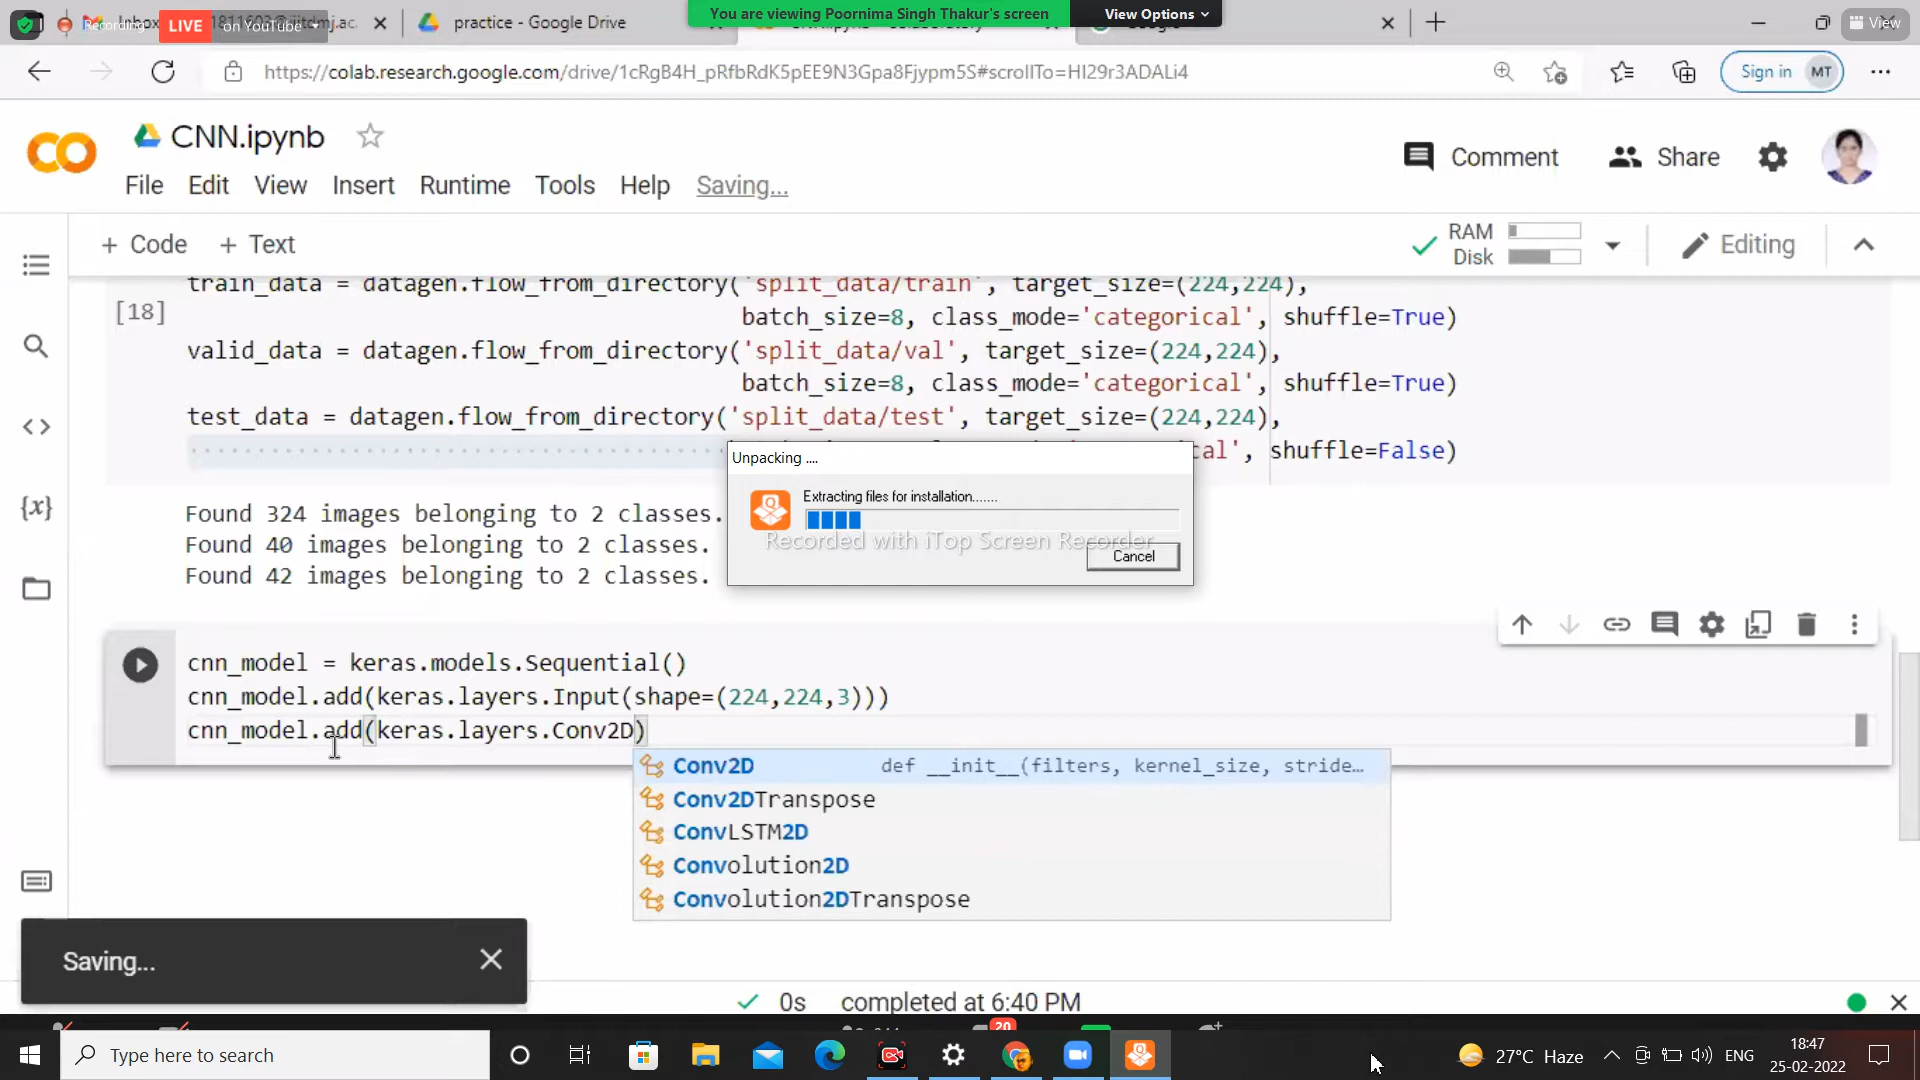 Recording
LIVE on YouTube
practice - Google Drive
You are viewing Poornima Singh Thakur's screen
View Options
View
https://colab.research.google.com/drive/1cRgB4H_pRfbRdK5pEE9N3Gpa8Fjypm5S#scrollTo=HI29r3ADALi4
Sign in MT
CNN.ipynb
Comment
Share
File Edit View Insert Runtime Tools Help Saving...
+ Code + Text
RAM
Disk
Editing
[18]
train_data = datagen.flow_from_directory('split_data/train', target_size=(224,224),
batch_size=8, class_mode='categorical', shuffle=True)
valid_data = datagen.flow_from_directory('split_data/val', target_size=(224,224),
batch_size=8, class_mode='categorical', shuffle=True)
test_data = datagen.flow_from_directory('split_data/test', target_size=(224,224),
cal', shuffle=False)
Unpacking ....
Extracting files for installation.......
Recorded with iTop Screen Recorder
Cancel
Found 324 images belonging to 2 classes.
Found 40 images belonging to 2 classes.
Found 42 images belonging to 2 classes.
cnn_model = keras.models.Sequential()
cnn_model.add(keras.layers.Input(shape=(224,224,3)))
cnn_model.add(keras.layers.Conv2D)
Conv2D def __init__(filters, kernel_size, stride…
Conv2DTranspose
ConvLSTM2D
Convolution2D
Convolution2DTranspose
Saving...
0s completed at 6:40 PM
20
Type here to search
27°C Haze
ENG
18:47
25-02-2022